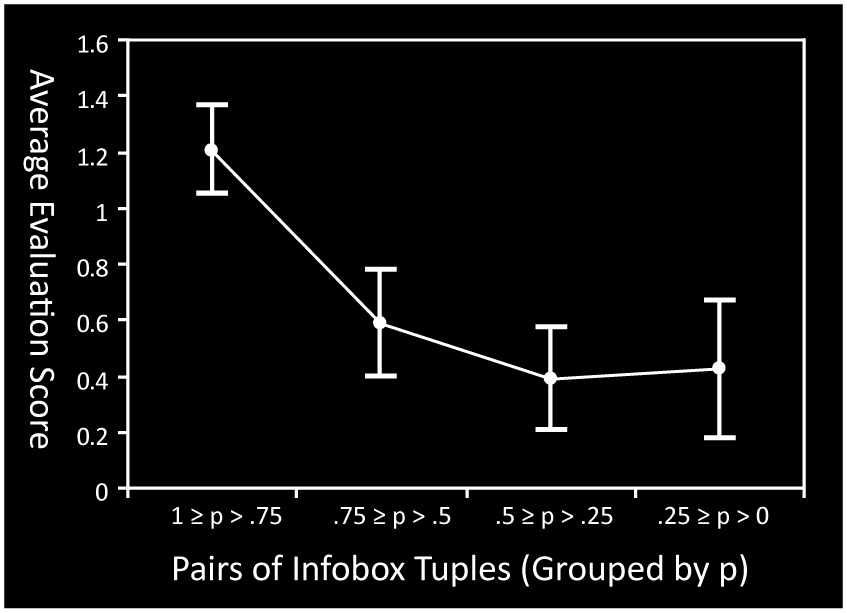 1.6
1.4
1.2
1
0.8
0.6
0.4
0.2
0
Average Evaluation Score
1 ≥ p > .75
.75 ≥ p > .5
.5 ≥ p > .25
.25 ≥ p > 0
Pairs of Infobox Tuples (Grouped by p)